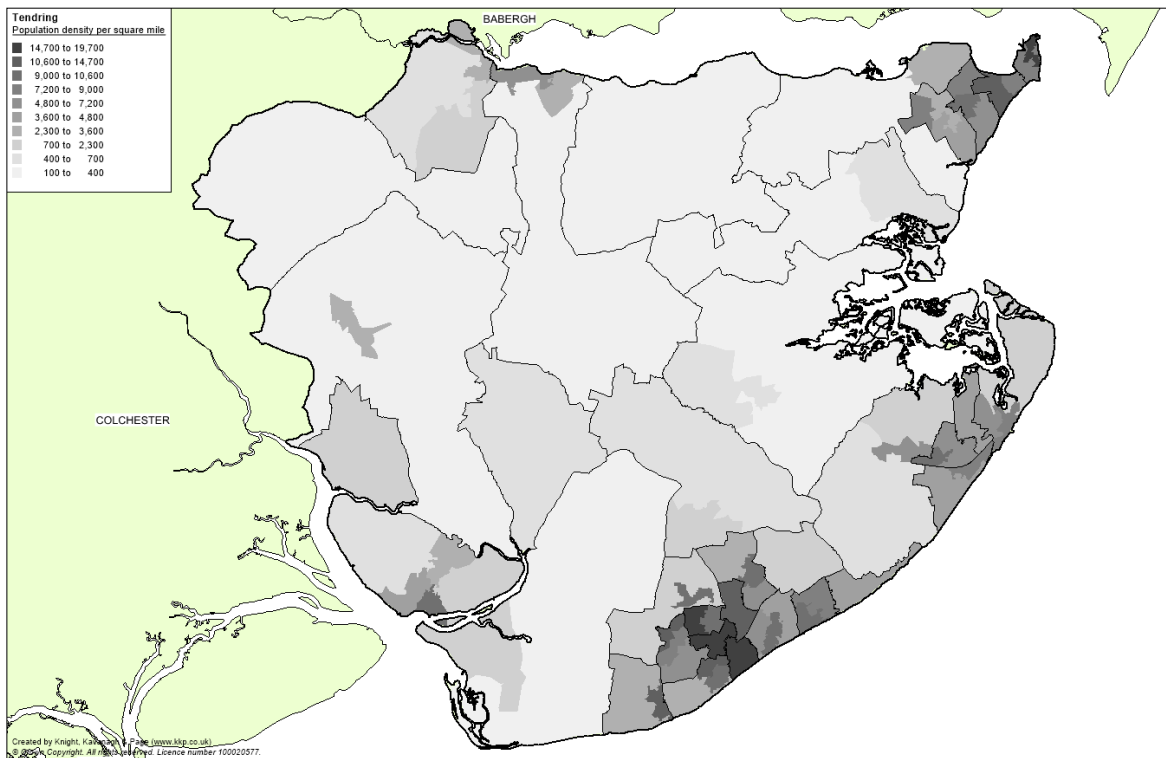 Tendring
Population density per square mile
14,700 to 19,700
10,600 to 14,700
9,000 to 10,600
7,200 to 9,000
4,800 to 7,200
3,600 to 4,800
2,300 to 3,600
700 to 2,300
400 to 700
100 to 400
BABERGH
COLCHESTER
Created by Knight, Kavanagh & Page (www.kkp.co.uk)
© Crown Copyright. All rights reserved. Licence number 100020577.